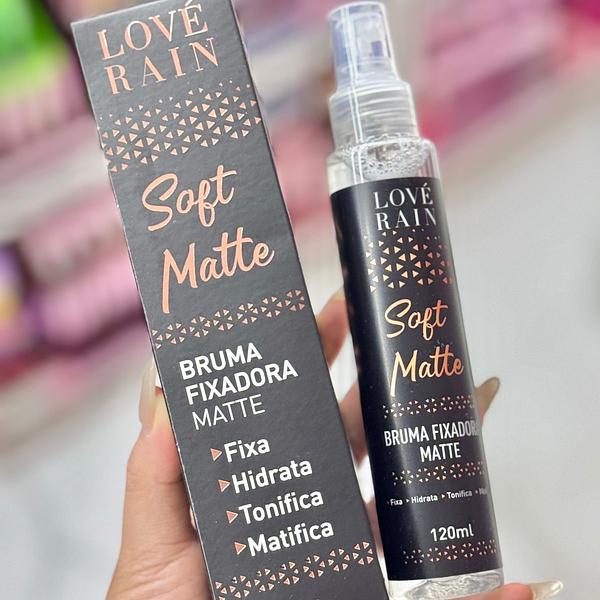 LOVÉ
RAIN
Soft
Matte
BRUMA
FIXADORA
MATTE
Fixa
Hidrata
Tonifica
Matifica
LOVÉ
RAIN
Soft
Matte
BRUMA FIXADOR
MATTE
Fixa Hidrata Tonifica
120ml